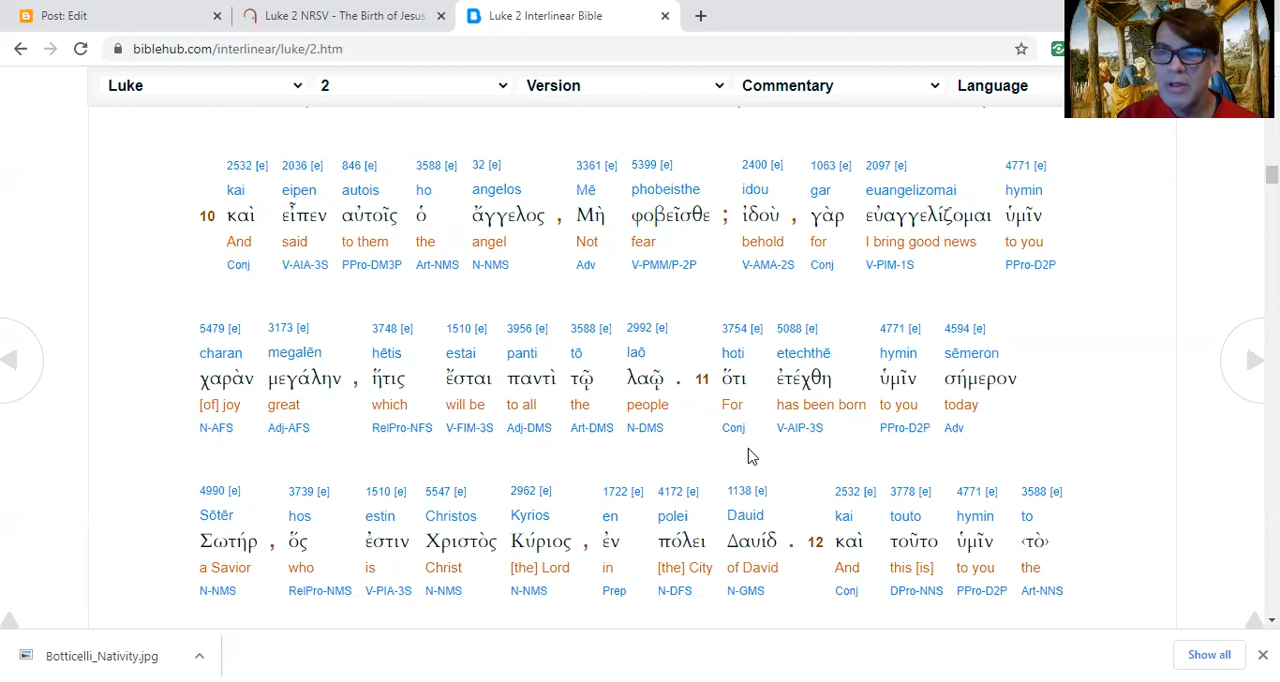 Post: Edit
Luke 2 NRSV - The Birth of Jesus
Luke 2 Interlinear Bible
biblehub.com/interlinear/luke/2.htm
Luke 2 Version Commentary Language
2532 [e] 2036 [e] 846 [e] 3588 [e] 32 [e] 3361 [e] 5399 [e] 2400 [e] 1063 [e] 2097 [e] 4771 [e]
kai eipen autois ho angelos Mē phobeisthe idou gar euangelizomai hymin
10 καὶ εἶπεν αὐτοῖς ὁ ἄγγελος , Μὴ φοβεῖσθε ; ἰδοὺ , γὰρ εὐαγγελίζομαι ὑμῖν
And said to them the angel Not fear behold for I bring good news to you
Conj V-AIA-3S PPro-DM3P Art-NMS N-NMS Adv V-PMM/P-2P V-AMA-2S Conj V-PIM-1S PPro-D2P
5479 [e] 3173 [e] 3748 [e] 1510 [e] 3956 [e] 3588 [e] 2992 [e] 3754 [e] 5088 [e] 4771 [e] 4594 [e]
charan megalēn hētis estai panti tō laō hoti etechthē hymin sēmeron
χαρὰν μεγάλην , ἥτις ἔσται παντὶ τῷ λαῷ . 11 ὅτι ἐτέχθη ὑμῖν σήμερον
[of] joy great which will be to all the people For has been born to you today
N-AFS Adj-AFS RelPro-NFS V-FIM-3S Adj-DMS Art-DMS N-DMS Conj V-AIP-3S PPro-D2P Adv
4990 [e] 3739 [e] 1510 [e] 5547 [e] 2962 [e] 1722 [e] 4172 [e] 1138 [e] 2532 [e] 3778 [e] 4771 [e] 3588 [e]
Sōtēr hos estin Christos Kyrios en polei Dauid kai touto hymin to
Σωτήρ , ὅς ἐστιν Χριστὸς Κύριος , ἐν πόλει Δαυίδ . 12 καὶ τοῦτο ὑμῖν ‹τὸ›
a Savior who is Christ [the] Lord in [the] City of David And this [is] to you the
N-NMS RelPro-NMS V-PIA-3S N-NMS N-NMS Prep N-DFS N-GMS Conj DPro-NNS PPro-D2P Art-NNS
Botticelli_Nativity.jpg
Show all